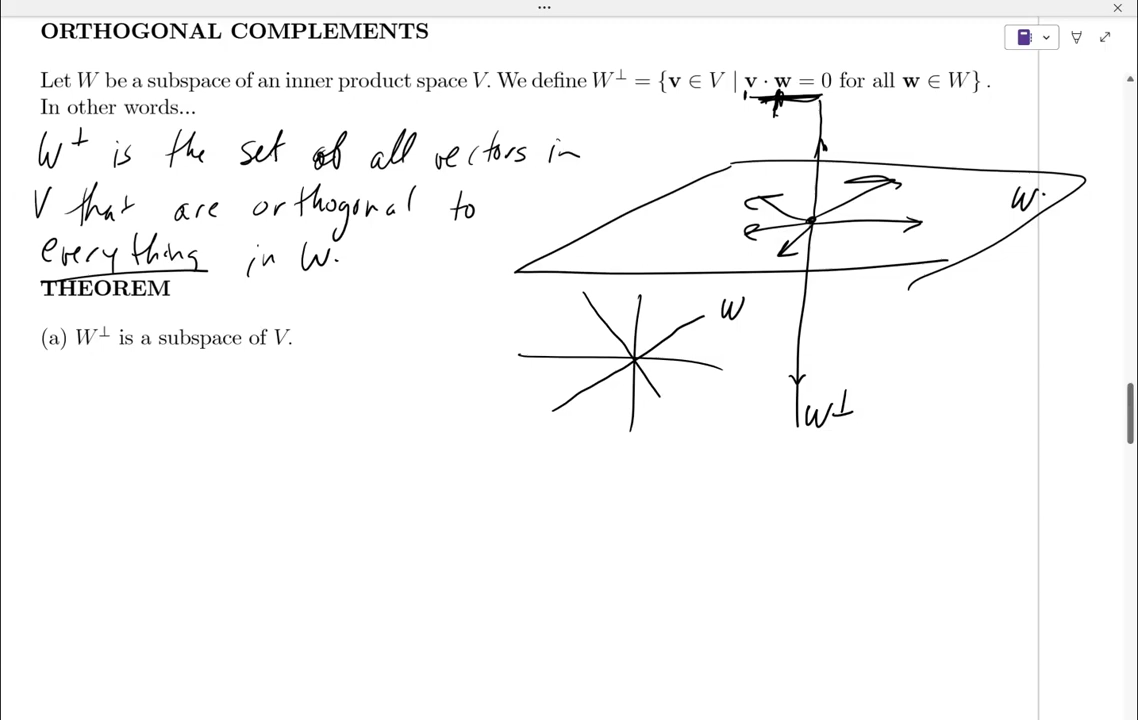 ORTHOGONAL COMPLEMENTS
Let W be a subspace of an inner product space V. We define W⊥ = {v ∈ V | v · w = 0 for all w ∈ W}.
In other words...
W⊥ is the set of all vectors in
V that are orthogonal to
everything in W.
W
THEOREM
W
(a) W⊥ is a subspace of V.
W⊥